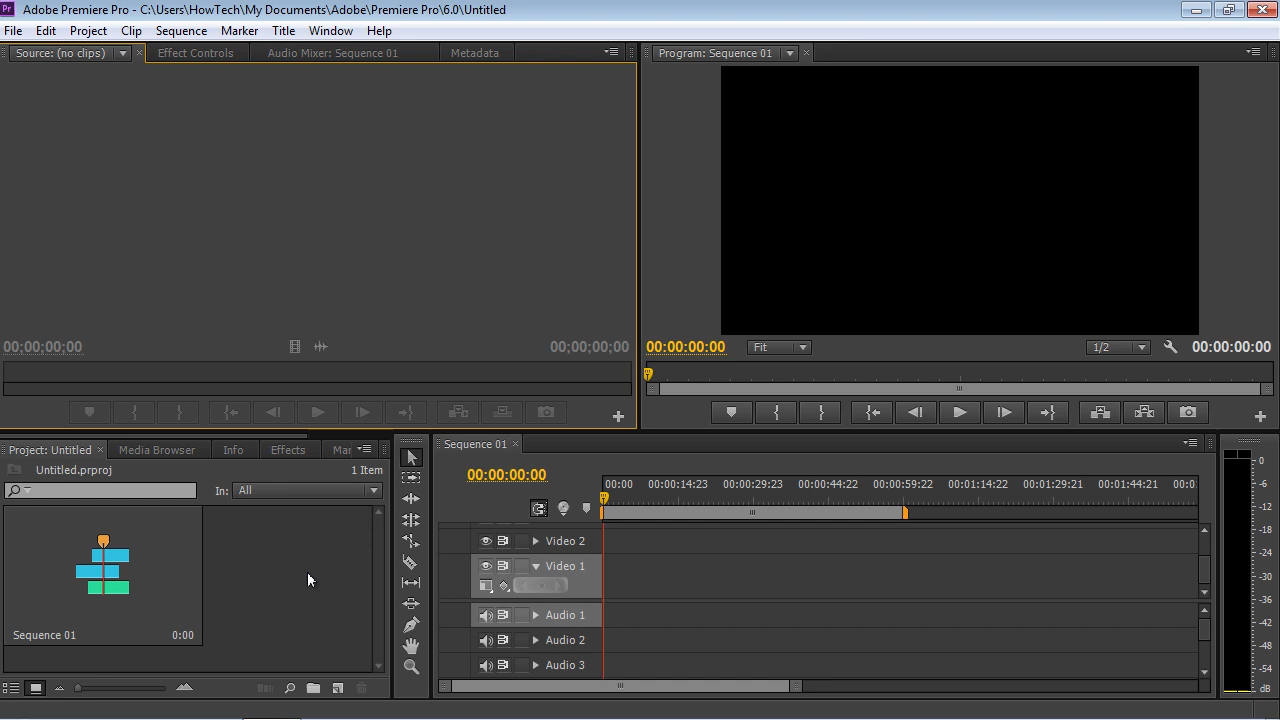 Pr Adobe Premiere Pro - C:\Users\HowTech\My Documents\Adobe\Premiere Pro\6.0\Untitled
File Edit Project Clip Sequence Marker Title Window Help
Source: (no clips) Effect Controls Audio Mixer: Sequence 01 Metadata
Program: Sequence 01
00;00;00;00 00;00;00;00
00:00:00:00 Fit 1/2 00:00:00:00
Project: Untitled Media Browser Info Effects Mar
Untitled.prproj 1 Item
In: All
Sequence 01 0:00
Sequence 01
00:00:00:00
00:00 00:00:14:23 00:00:29:23 00:00:44:22 00:00:59:22 00:01:14:22 00:01:29:21 00:01:44:21 00:0
Video 2
Video 1
Audio 1
Audio 2
Audio 3
0
-6
-12
-18
-24
-30
-36
-42
-48
-54
dB